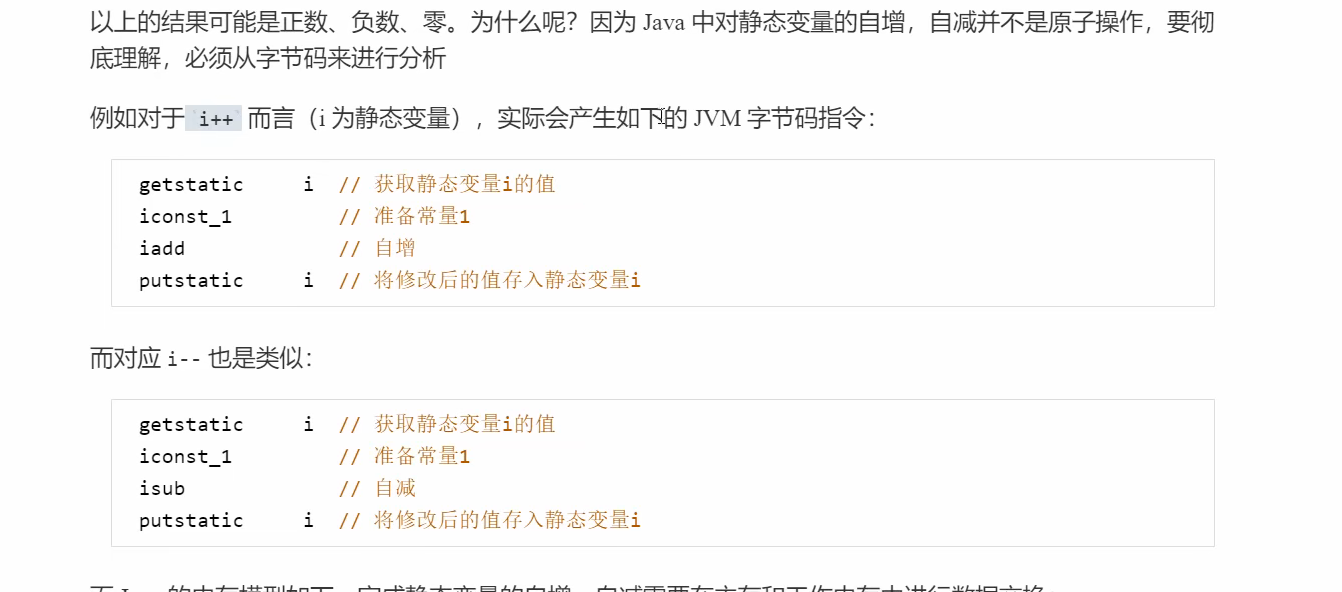 以上的结果可能是正数、负数、零。为什么呢？因为 Java 中对静态变量的自增，自减并不是原子操作，要彻
底理解，必须从字节码来进行分析
例如对于 i++ 而言（i 为静态变量），实际会产生如下的 JVM 字节码指令：
getstatic i // 获取静态变量i的值
iconst_1 // 准备常量1
iadd // 自增
putstatic i // 将修改后的值存入静态变量i
而对应 i-- 也是类似：
getstatic i // 获取静态变量i的值
iconst_1 // 准备常量1
isub // 自减
putstatic i // 将修改后的值存入静态变量i